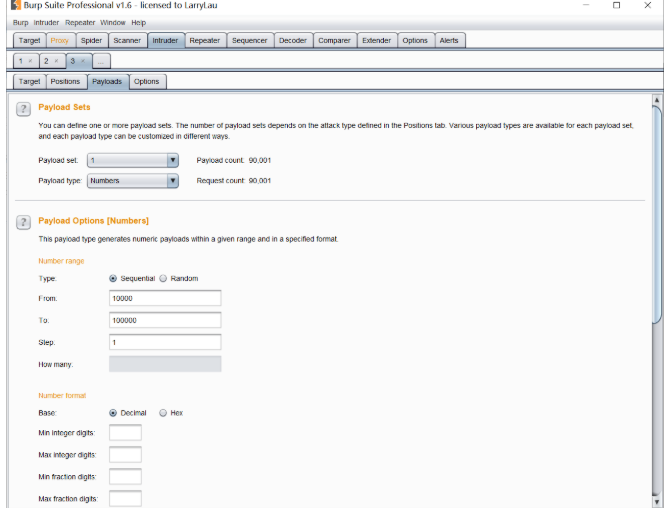 Burp Suite Professional v1.6 - licensed to LarryLau
Burp Intruder Repeater Window Help
Target Proxy Spider Scanner Intruder Repeater Sequencer Decoder Comparer Extender Options Alerts
1 × 2 × 3 × ...
Target Positions Payloads Options
? Payload Sets
You can define one or more payload sets. The number of payload sets depends on the attack type defined in the Positions tab. Various payload types are available for each payload set,
and each payload type can be customized in different ways.
Payload set: 1 Payload count: 90,001
Payload type: Numbers Request count: 90,001
? Payload Options [Numbers]
This payload type generates numeric payloads within a given range and in a specified format.
Number range
Type: Sequential Random
From: 10000
To: 100000
Step: 1
How many:
Number format
Base: Decimal Hex
Min integer digits:
Max integer digits:
Min fraction digits:
Max fraction digits: